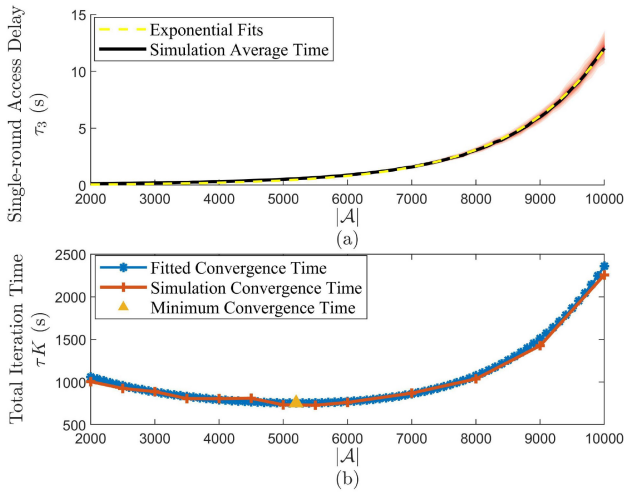 15
10
5
0
Single-round Access Delay
τ₃ (s)
Exponential Fits
Simulation Average Time
2000 3000 4000 5000 6000 7000 8000 9000 10000
|𝒜|
(a)
2500
2000
1500
1000
500
Total Iteration Time
τK (s)
Fitted Convergence Time
Simulation Convergence Time
Minimum Convergence Time
2000 3000 4000 5000 6000 7000 8000 9000 10000
|𝒜|
(b)